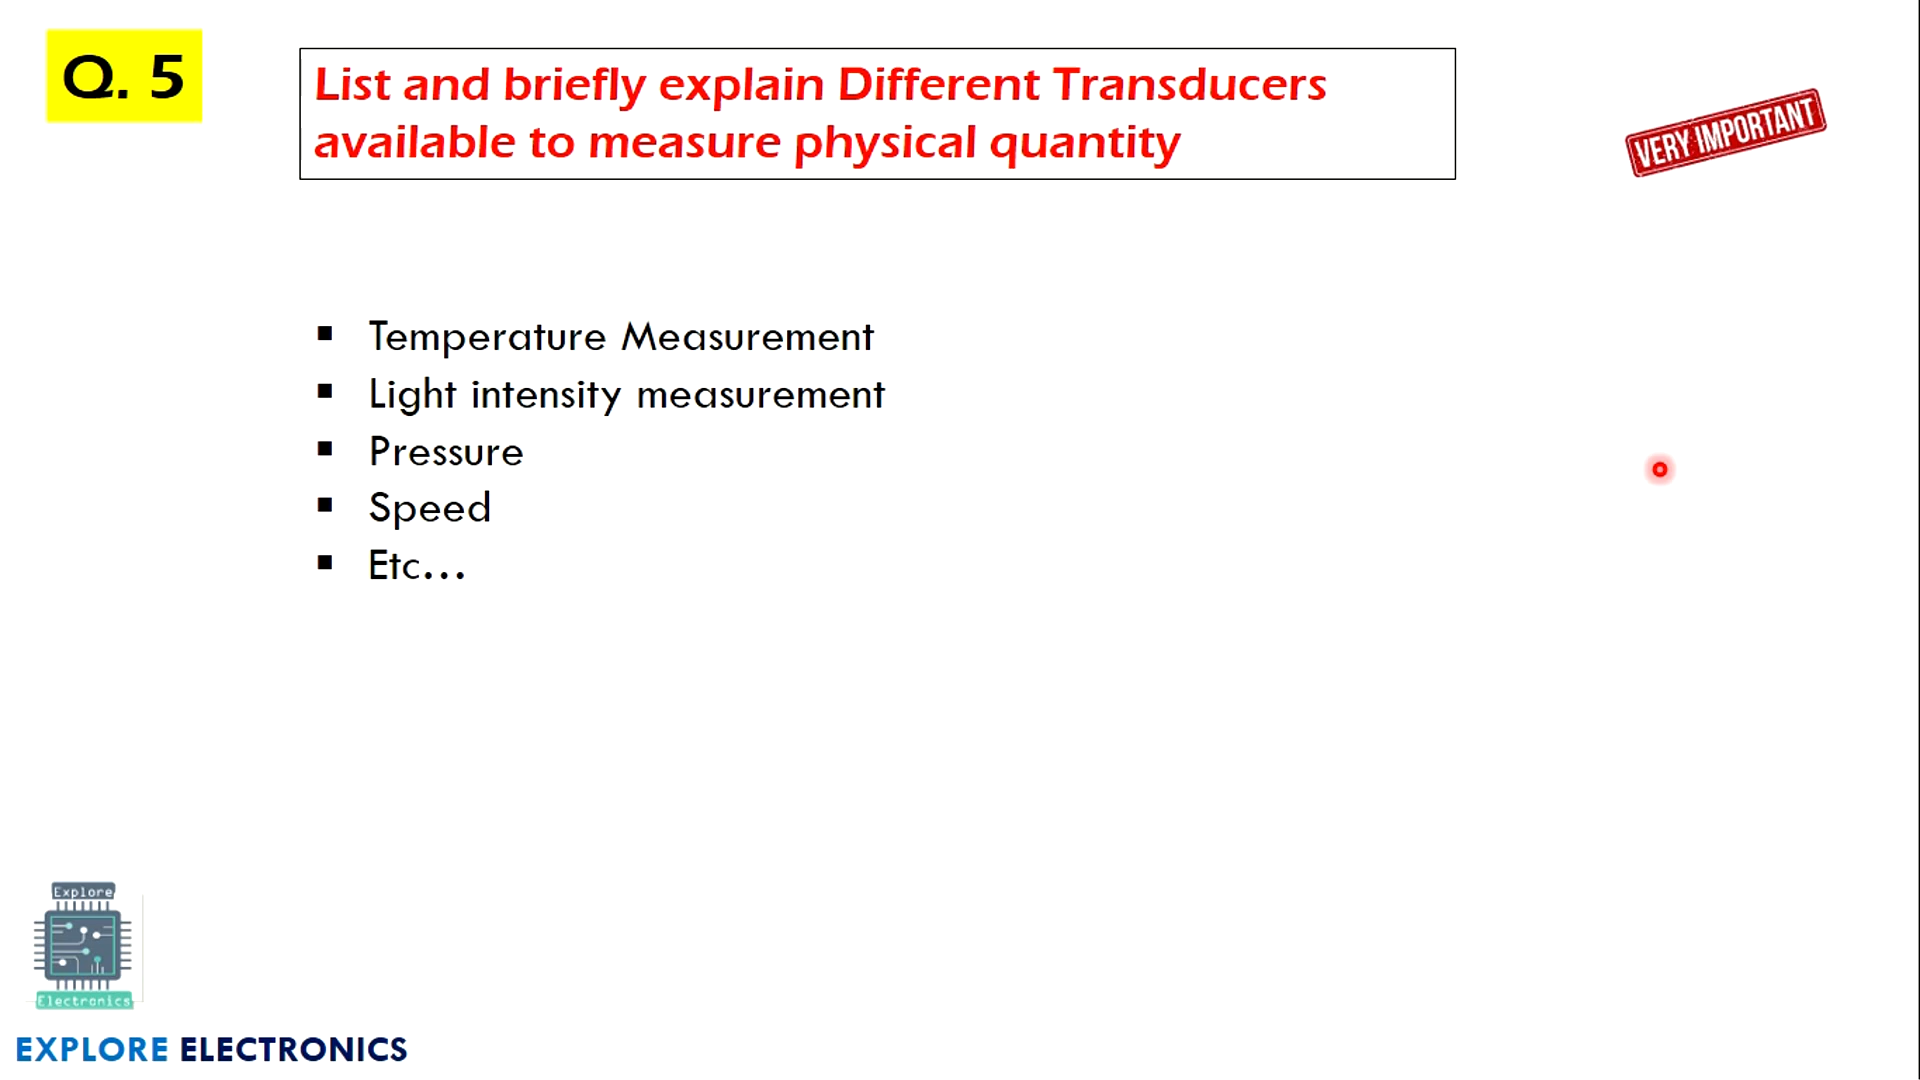 Q. 5
List and briefly explain Different Transducers
available to measure physical quantity
VERY IMPORTANT
▪ Temperature Measurement
▪ Light intensity measurement
▪ Pressure
▪ Speed
▪ Etc...
Explore
Electronics
EXPLORE ELECTRONICS